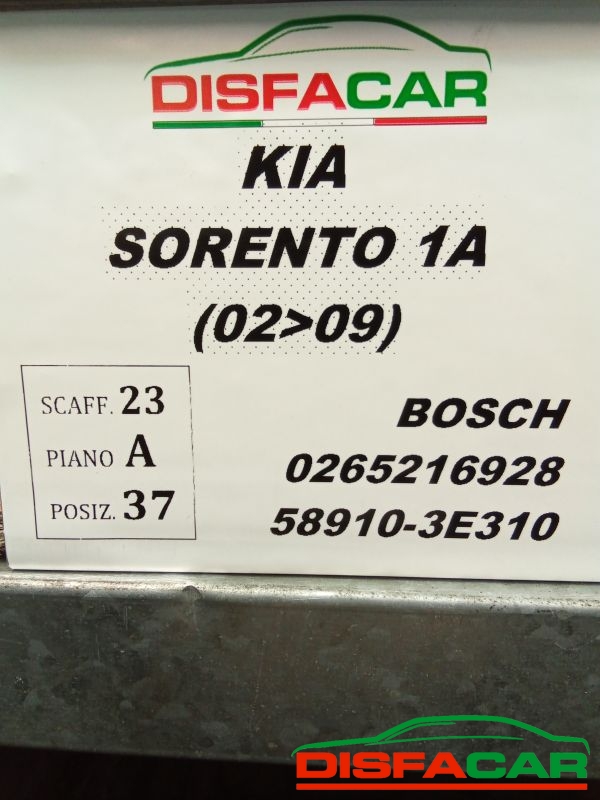 DISFACAR
KIA
SORENTO 1A
(02>09)
SCAFF. 23
PIANO A
POSIZ. 37
BOSCH
0265216928
58910-3E310
DISFACAR